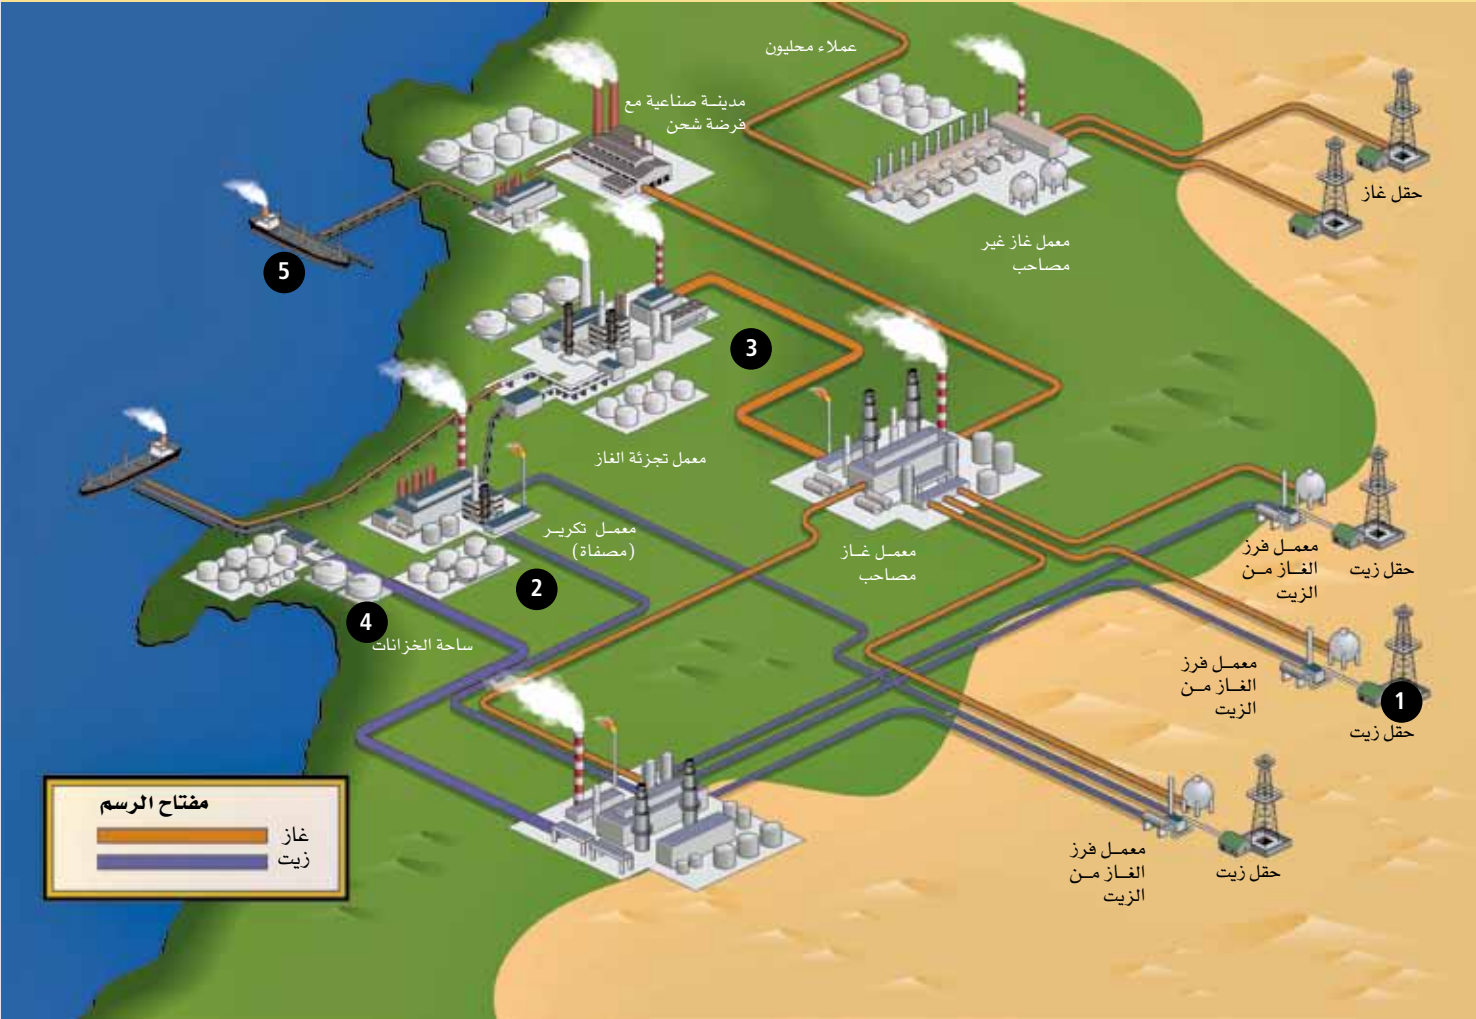 عملاء محليون
مدينة صناعية مع
فرضة شحن
حقل غاز
معمل غاز غير
مصاحب
5
3
معمل تجزئة الغاز
معمل تكرير
(مصفاة)
2
معمل غاز
مصاحب
معمل فرز
الغاز من
الزيت
حقل زيت
4
ساحة الخزانات
معمل فرز
الغاز من
الزيت
1
حقل زيت
مفتاح الرسم
غاز
زيت
معمل فرز
الغاز من
الزيت
حقل زيت